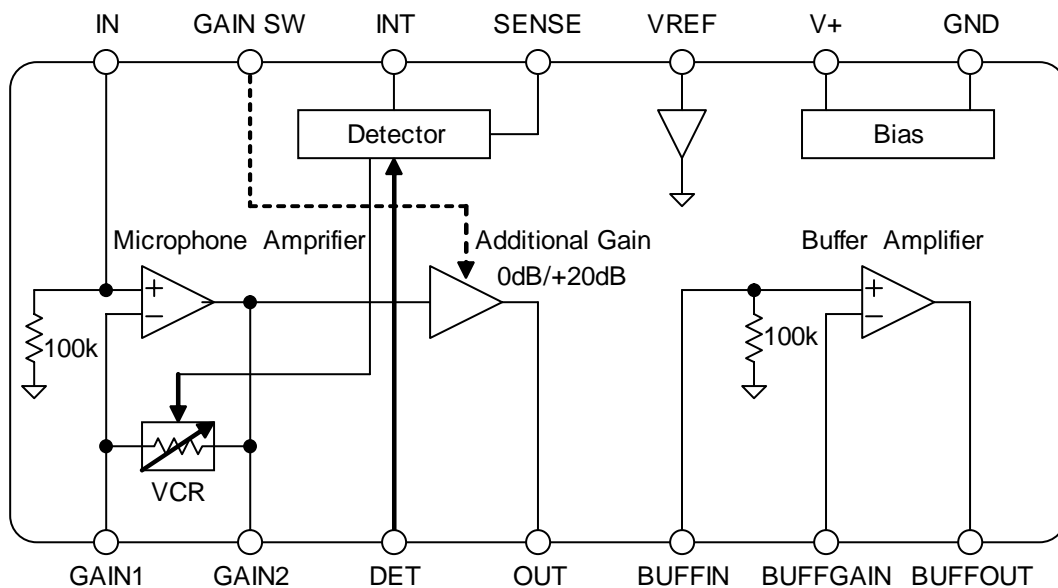 IN GAIN SW INT SENSE VREF V+ GND
Detector
Bias
Microphone Amprifier
Additional Gain
0dB/+20dB
Buffer Amplifier
+
−
100k
+
−
100k
VCR
GAIN1 GAIN2 DET OUT BUFFIN BUFFGAIN BUFFOUT